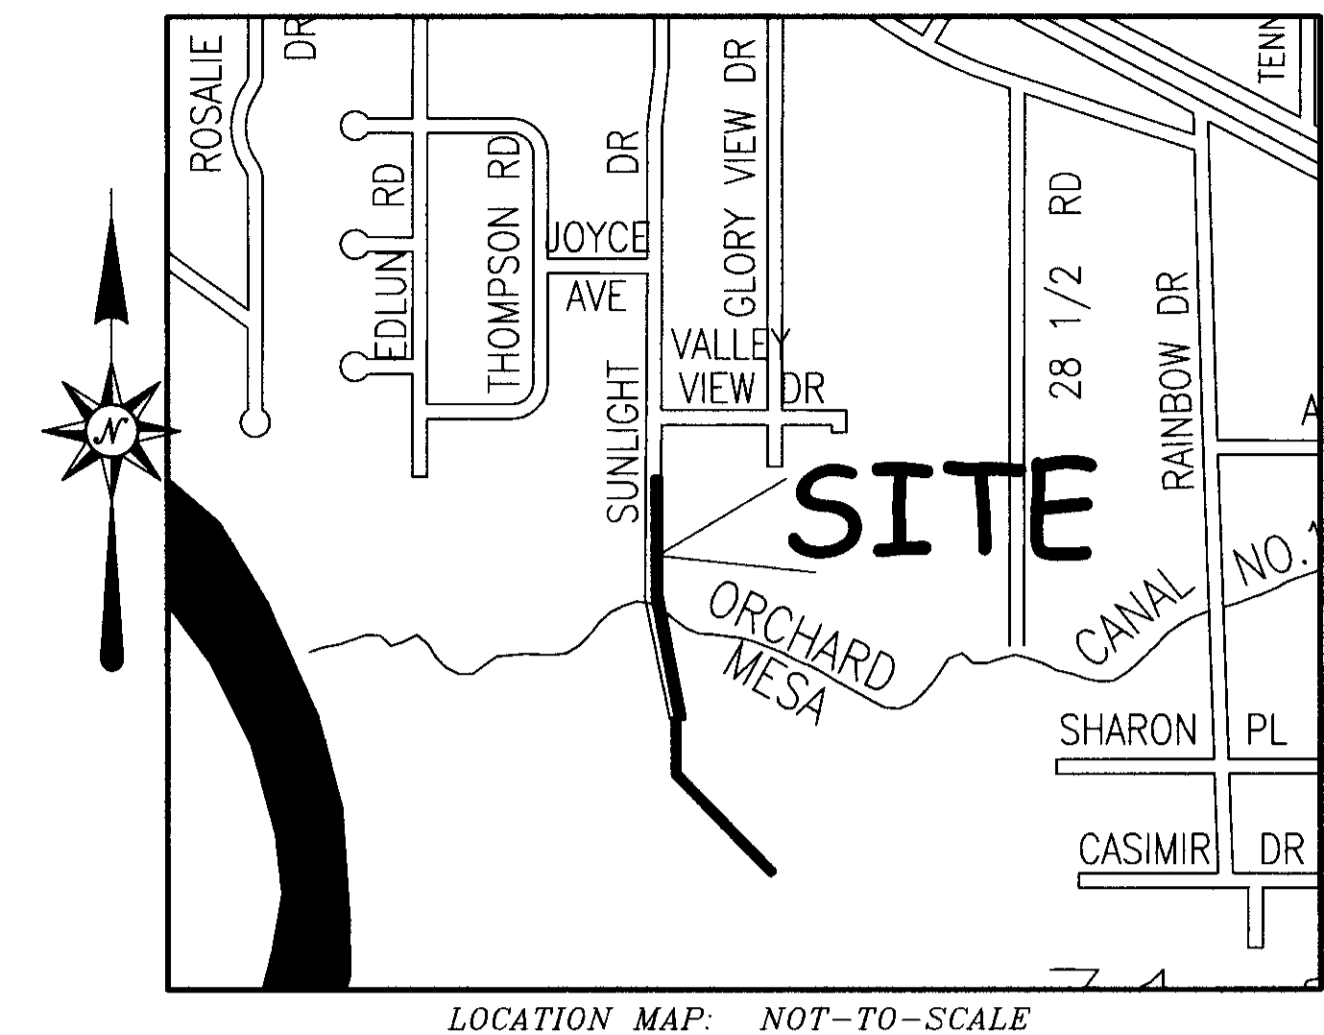 ROSALIE DR
EDLUN RD
THOMPSON RD
JOYCE
AVE
SUNLIGHT DR
GLORY VIEW DR
VALLEY
VIEW DR
28 1/2 RD
RAINBOW DR
TENN
A
N
SITE
ORCHARD
MESA
CANAL NO.
SHARON PL
CASIMIR DR
LOCATION MAP: NOT-TO-SCALE